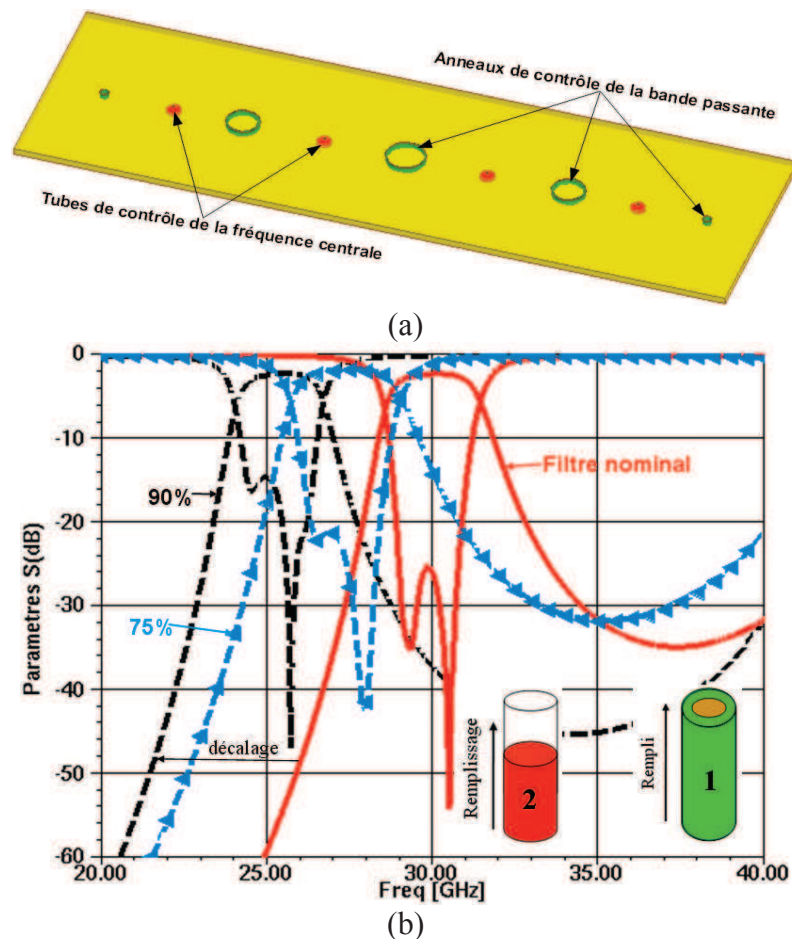 Anneaux de contrôle de la bande passante
Tubes de contrôle de la fréquence centrale
(a)
0
-10
-20
-30
-40
-50
-60
Parametres S(dB)
90%
75%
Filtre nominal
décalage
Remplissage
2
Rempli
1
20.00
25.00
30.00
35.00
40.00
Freq [GHz]
(b)